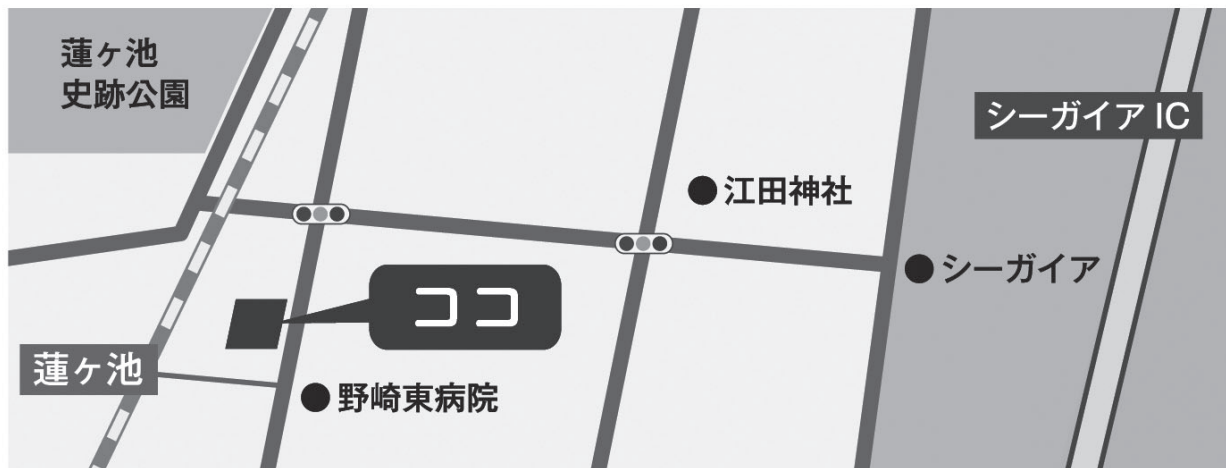 蓮ヶ池
史跡公園
シーガイア IC
江田神社
シーガイア
ココ
蓮ヶ池
野崎東病院